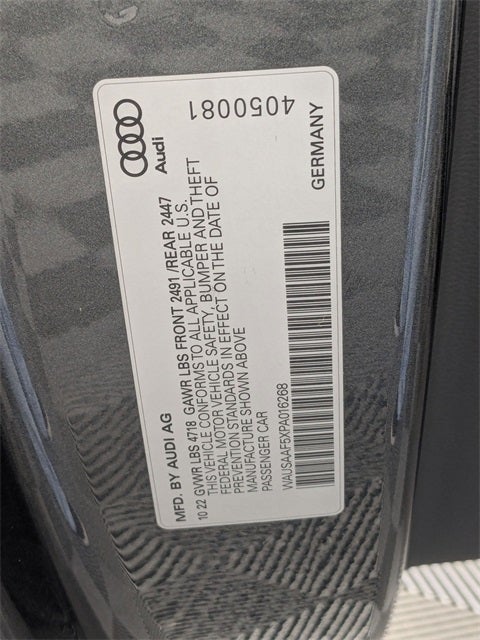 MFD. BY AUDI AG
10 22 GVWR LBS 4718 GAWR LBS FRONT 2491 /REAR 2447
THIS VEHICLE CONFORMS TO ALL APPLICABLE U.S.
FEDERAL MOTOR VEHICLE SAFETY, BUMPER AND THEFT
PREVENTION STANDARDS IN EFFECT ON THE DATE OF
MANUFACTURE SHOWN ABOVE
PASSENGER CAR
WAUSAAF5XPA016268
Audi
4050081
GERMANY